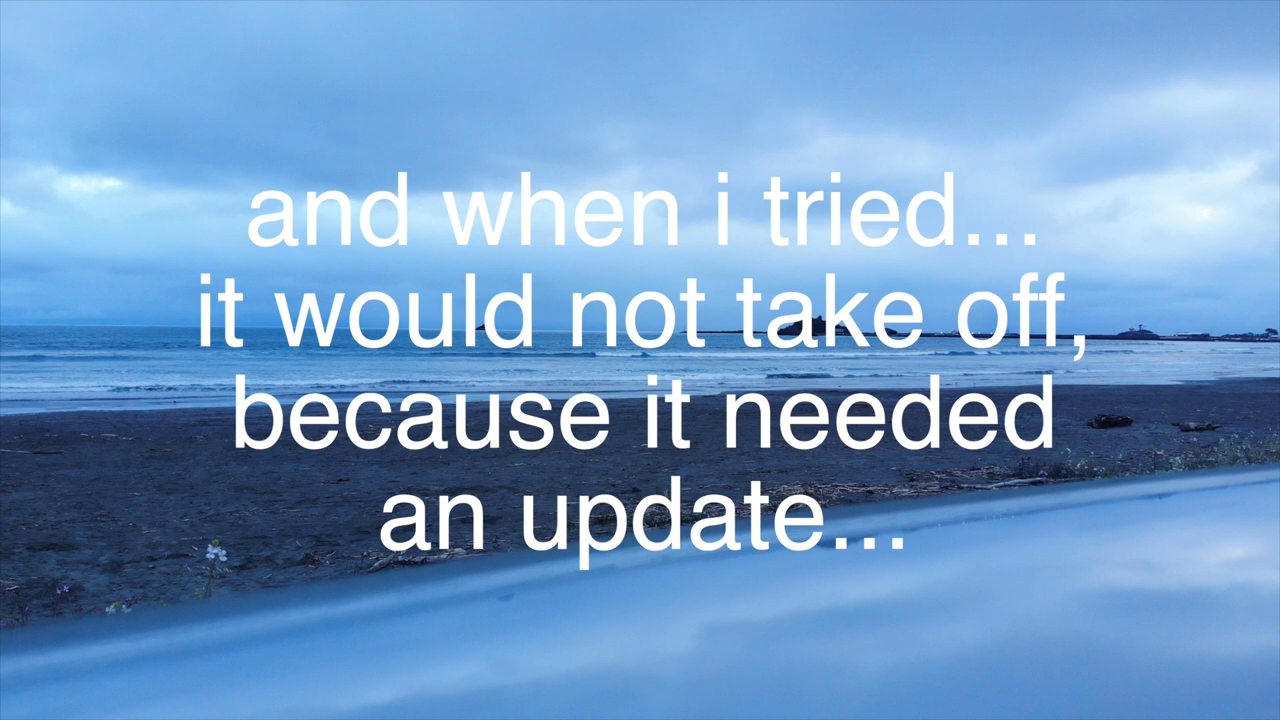 and when i tried...
it would not take off,
because it needed
an update...